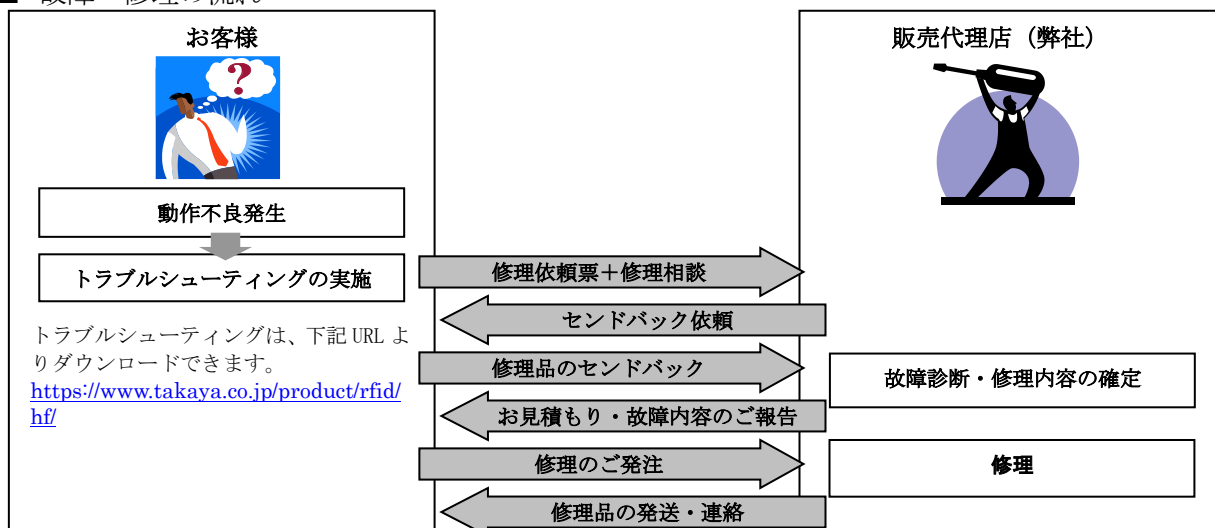 お客様
販売代理店（弊社）
?
動作不良発生
トラブルシューティングの実施
トラブルシューティングは、下記 URL よ
りダウンロードできます。
https://www.takaya.co.jp/product/rfid/
hf/
修理依頼票＋修理相談
センドバック依頼
修理品のセンドバック
故障診断・修理内容の確定
お見積もり・故障内容のご報告
修理のご発注
修理
修理品の発送・連絡